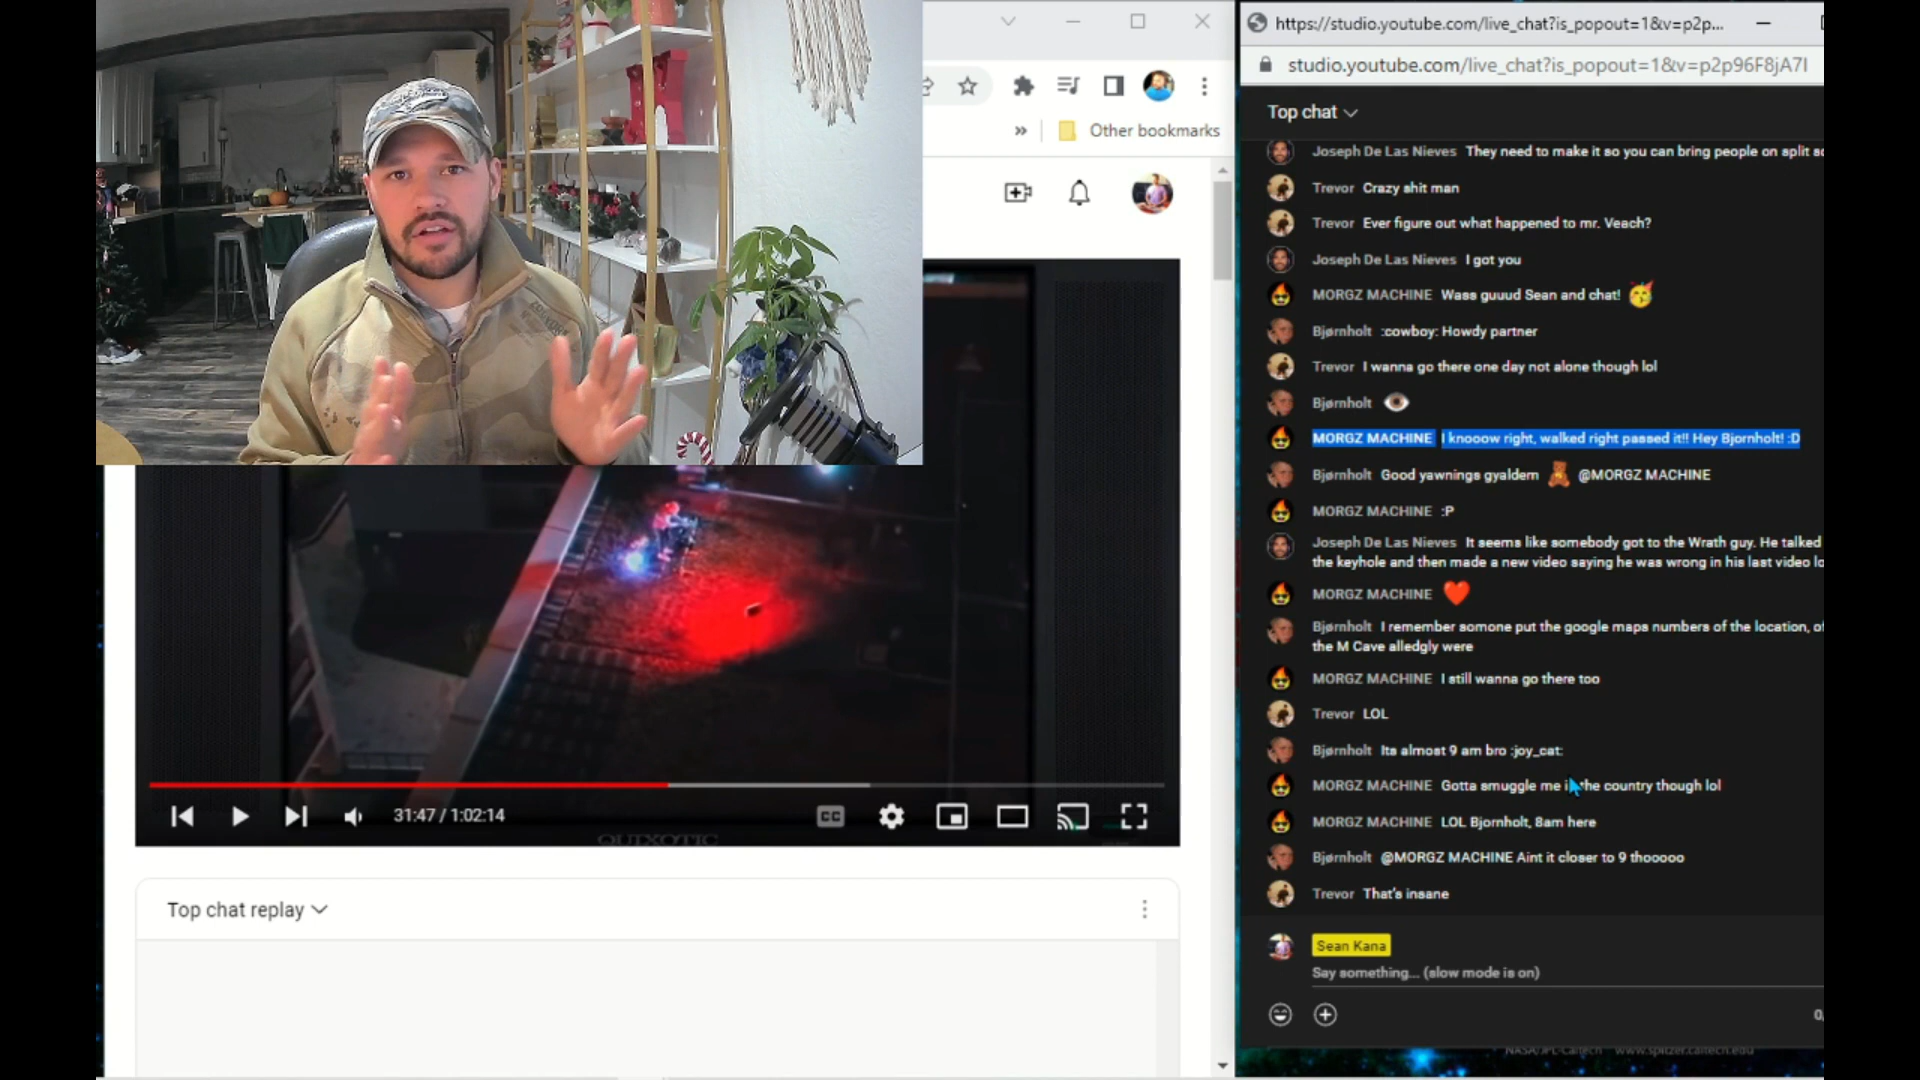 https://studio.youtube.com/live_chat?is_popout=1&v=p2p...
studio.youtube.com/live_chat?is_popout=1&v=p2p96F8jA7I
Other bookmarks
Top chat
Joseph De Las Nieves They need to make it so you can bring people on split
Trevor Crazy shit man
Trevor Ever figure out what happened to mr. Veach?
Joseph De Las Nieves I got you
MORGZ MACHINE Wass guuud Sean and chat!
Bjørnholt :cowboy: Howdy partner
Trevor I wanna go there one day not alone though lol
Bjørnholt
MORGZ MACHINE I knooow right, walked right passed it!! Hey Bjornholt! :D
Bjørnholt Good yawnings gyaldem @MORGZ MACHINE
MORGZ MACHINE :P
Joseph De Las Nieves It seems like somebody got to the Wrath guy. He talked
the keyhole and then made a new video saying he was wrong in his last video
MORGZ MACHINE
Bjørnholt I remember somone put the google maps numbers of the location,
the M Cave alledgly were
MORGZ MACHINE I still wanna go there too
Trevor LOL
Bjørnholt Its almost 9 am bro :joy_cat:
MORGZ MACHINE Gotta smuggle me the country though lol
MORGZ MACHINE LOL Bjornholt, 8am here
Bjørnholt @MORGZ MACHINE Aint it closer to 9 thooooo
Trevor That's insane
Sean Kana
Say something... (slow mode is on)
31:47 / 1:02:14
CC
QUIXOTIC
Top chat replay
NASA/JPL-Caltech www.spitzer.caltech.edu